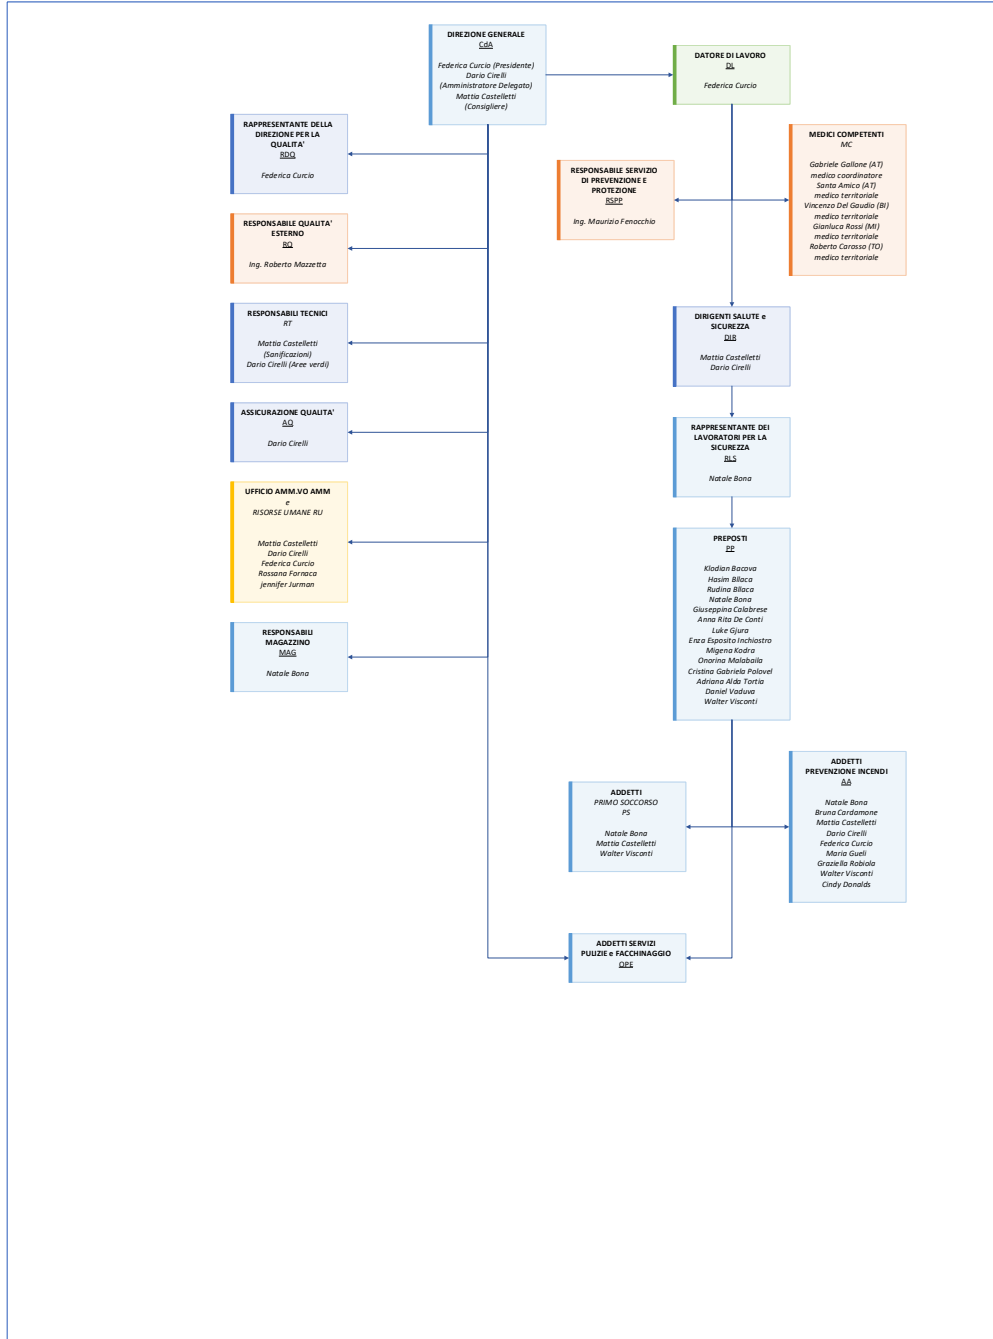 DIREZIONE GENERALE
CdA
Federica Curcio (Presidente)
Dario Cirelli
(Amministratore Delegato)
Mattia Castelletti
(Consigliere)
DATORE DI LAVORO
DL
Federica Curcio
RAPPRESENTANTE DELLA
DIREZIONE PER LA
QUALITA'
RDQ
Federica Curcio
MEDICI COMPETENTI
MC
Gabriele Gallone (AT)
medico coordinatore
Santa Amico (AT)
medico territoriale
Vincenzo Del Gaudio (BI)
medico territoriale
Gianluca Rossi (MI)
medico territoriale
Roberto Carosso (TO)
medico territoriale
RESPONSABILE SERVIZIO
DI PREVENZIONE E
PROTEZIONE
RSPP
Ing. Maurizio Fenocchio
RESPONSABILE QUALITA'
ESTERNO
RQ
Ing. Roberto Mazzetta
RESPONSABILI TECNICI
RT
Mattia Castelletti
(Sanificazioni)
Dario Cirelli (Aree verdi)
DIRIGENTI SALUTE e
SICUREZZA
DIR
Mattia Castelletti
Dario Cirelli
ASSICURAZIONE QUALITA'
AQ
Dario Cirelli
RAPPRESENTANTE DEI
LAVORATORI PER LA
SICUREZZA
RLS
Natale Bona
UFFICIO AMM.VO AMM
e
RISORSE UMANE RU
Mattia Castelletti
Dario Cirelli
Federica Curcio
Rossana Fornaca
jennifer Jurman
PREPOSTI
PP
Klodian Bacova
Hasim Bllaca
Rudina Bllaca
Natale Bona
Giuseppina Calabrese
Anna Rita De Conti
Luke Gjura
Enza Esposito Inchiostro
Migena Kodra
Onorina Malabaila
Cristina Gabriela Polovel
Adriana Alda Tortia
Daniel Vaduva
Walter Visconti
RESPONSABILI
MAGAZZINO
MAG
Natale Bona
ADDETTI
PRIMO SOCCORSO
PS
Natale Bona
Mattia Castelletti
Walter Visconti
ADDETTI
PREVENZIONE INCENDI
AA
Natale Bona
Bruna Cardamone
Mattia Castelletti
Dario Cirelli
Federica Curcio
Maria Gueli
Graziella Robiola
Walter Visconti
Cindy Donalds
ADDETTI SERVIZI
PULIZIE e FACCHINAGGIO
OPE